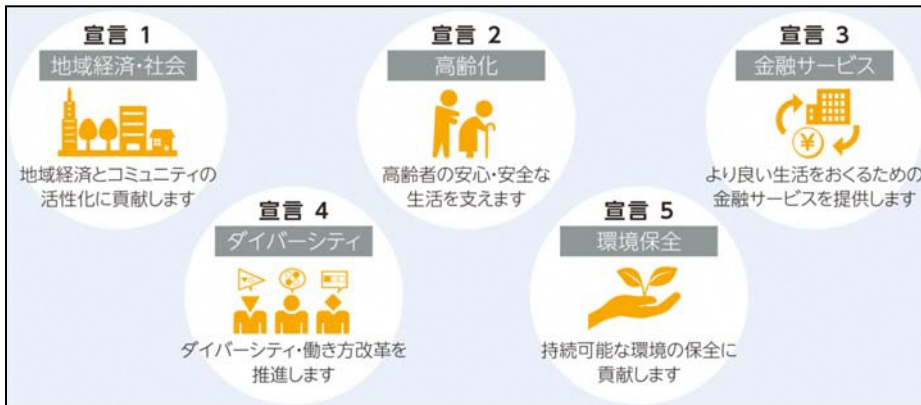 宣言 1
地域経済・社会
地域経済とコミュニティの
活性化に貢献します
宣言 2
高齢化
高齢者の安心・安全な
生活を支えます
宣言 3
金融サービス
¥
より良い生活をおくるための
金融サービスを提供します
宣言 4
ダイバーシティ
ダイバーシティ・働き方改革を
推進します
宣言 5
環境保全
持続可能な環境の保全に
貢献します